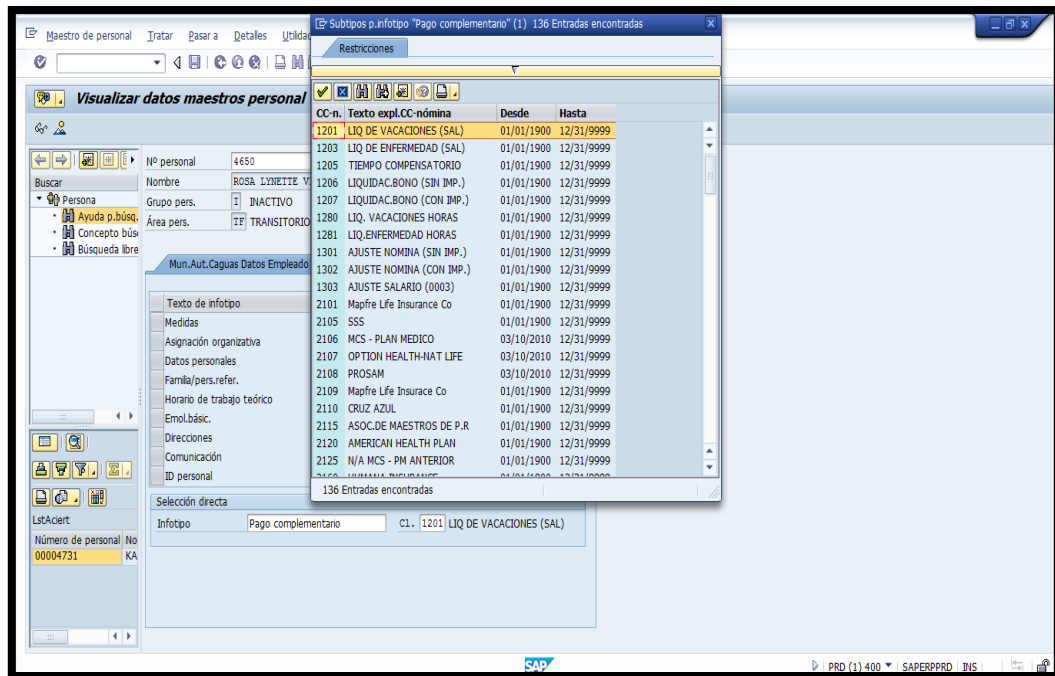 Maestro de personal Tratar Pasar a Detalles
Visualizar datos maestros personal
Nº personal 4650
Nombre ROSA LYNETTE
Grupo pers. I INACTIVO
Área pers. TF TRANSITORIO
Buscar
Persona
Ayuda p.búsq.
Concepto
Búsqueda libre
Mun.Aut.Caguas Datos Empleado
Texto de infotipo
Medidas
Asignación organizativa
Datos personales
Familia/pers.refer.
Horario de trabajo teórico
Emol.básic.
Direcciones
Comunicación
ID personal
Selección directa
Infotipo Pago complementario Cl. 1201 LIQ DE VACACIONES (SAL)
LstAciert
Número de personal No
00004731 KA
Subtipos p.infotipo "Pago complementario" (1) 136 Entradas encontradas
Restricciones
CC-n. Texto expl.CC-nómina Desde Hasta
1201 LIQ DE VACACIONES (SAL) 01/01/1900 12/31/9999
1203 LIQ DE ENFERMEDAD (SAL) 01/01/1900 12/31/9999
1205 TIEMPO COMPENSATORIO 01/01/1900 12/31/9999
1206 LIQUIDAC.BONO (SIN IMP.) 01/01/1900 12/31/9999
1207 LIQUIDAC.BONO (CON IMP.) 01/01/1900 12/31/9999
1280 LIQ. VACACIONES HORAS 01/01/1900 12/31/9999
1281 LIQ.ENFERMEDAD HORAS 01/01/1900 12/31/9999
1301 AJUSTE NOMINA (SIN IMP.) 01/01/1900 12/31/9999
1302 AJUSTE NOMINA (CON IMP.) 01/01/1900 12/31/9999
1303 AJUSTE SALARIO (0003) 01/01/1900 12/31/9999
2101 Mapfre Life Insurance Co 01/01/1900 12/31/9999
2105 SSS 01/01/1900 12/31/9999
2106 MCS - PLAN MEDICO 03/10/2010 12/31/9999
2107 OPTION HEALTH-NAT LIFE 03/10/2010 12/31/9999
2108 PROSAM 03/10/2010 12/31/9999
2109 Mapfre Life Insurace Co 01/01/1900 12/31/9999
2110 CRUZ AZUL 01/01/1900 12/31/9999
2115 ASOC.DE MAESTROS DE P.R 01/01/1900 12/31/9999
2120 AMERICAN HEALTH PLAN 01/01/1900 12/31/9999
2125 N/A MCS - PM ANTERIOR 01/01/1900 12/31/9999
136 Entradas encontradas
SAP
PRD (1) 400 SAPERPPRD INS